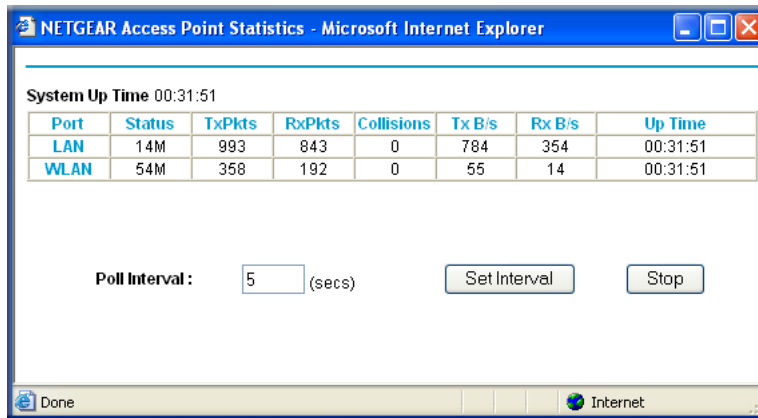 NETGEAR Access Point Statistics - Microsoft Internet Explorer
System Up Time 00:31:51
Port Status TxPkts RxPkts Collisions Tx B/s Rx B/s Up Time
LAN 14M 993 843 0 784 354 00:31:51
WLAN 54M 358 192 0 55 14 00:31:51
Poll Interval : 5 (secs) Set Interval Stop
Done Internet